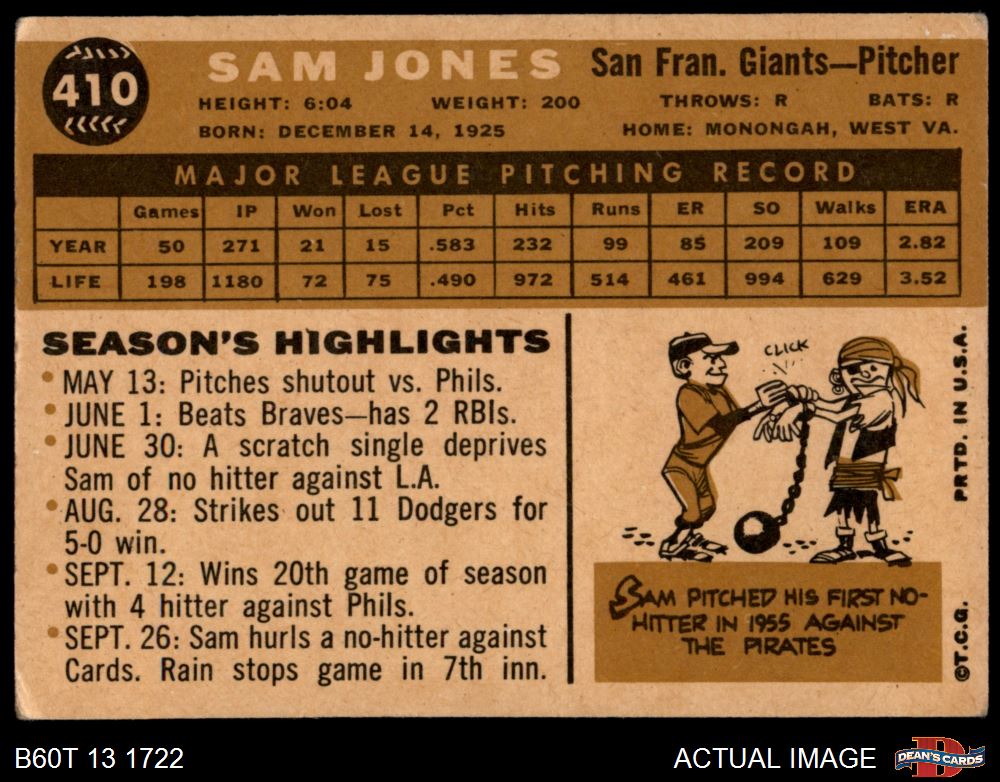 410
SAM JONES
San Fran. Giants—Pitcher
HEIGHT: 6:04 WEIGHT: 200 THROWS: R BATS: R
BORN: DECEMBER 14, 1925 HOME: MONONGAH, WEST VA.
MAJOR LEAGUE PITCHING RECORD
Games IP Won Lost Pct Hits Runs ER SO Walks ERA
YEAR 50 271 21 15 .583 232 99 85 209 109 2.82
LIFE 198 1180 72 75 .490 972 514 461 994 629 3.52
SEASON'S HIGHLIGHTS
• MAY 13: Pitches shutout vs. Phils.
• JUNE 1: Beats Braves—has 2 RBIs.
• JUNE 30: A scratch single deprives
Sam of no hitter against L.A.
• AUG. 28: Strikes out 11 Dodgers for
5-0 win.
• SEPT. 12: Wins 20th game of season
with 4 hitter against Phils.
• SEPT. 26: Sam hurls a no-hitter against
Cards. Rain stops game in 7th inn.
CLICK
SAM PITCHED HIS FIRST NO-
HITTER IN 1955 AGAINST
THE PIRATES
©T.C.G. PRTD. IN U.S.A.
B60T 13 1722
ACTUAL IMAGE
D
DEAN'S CARDS